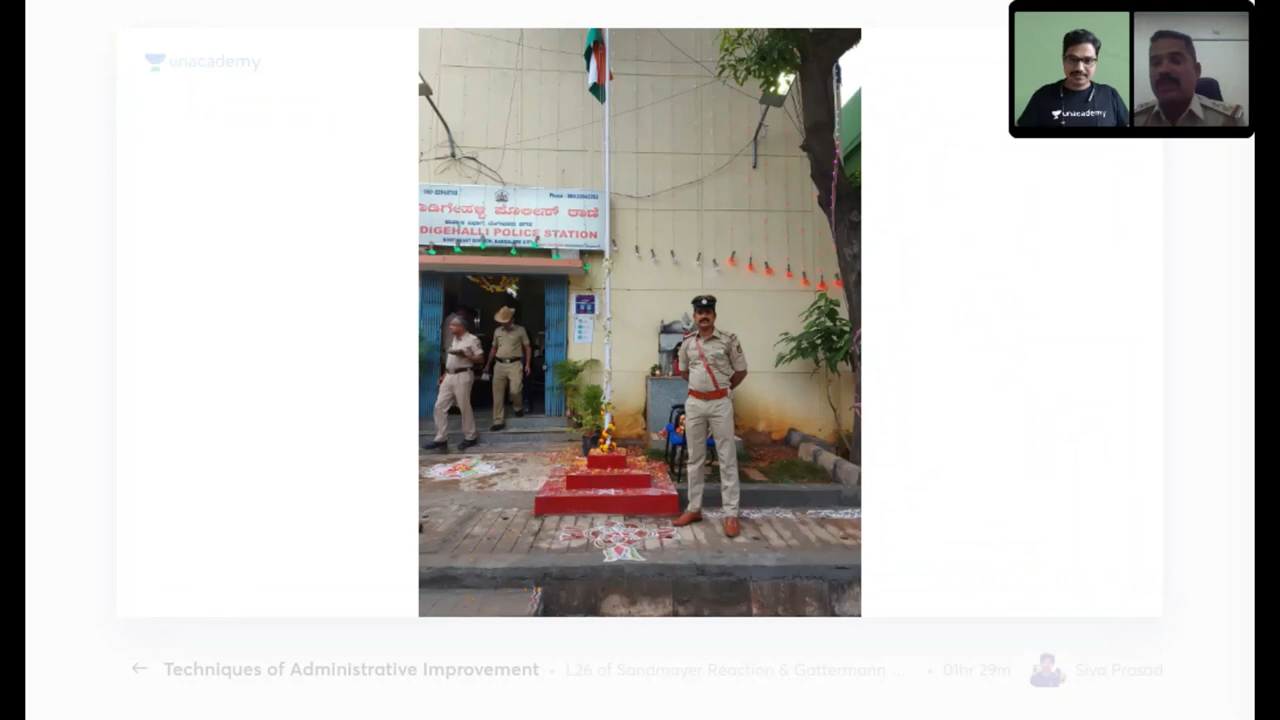 unacademy
unacademy
ಡಿಗೇಹಳ್ಳಿ ಪೊಲೀಸ್ ಠಾಣೆ
DIGEHALLI POLICE STATION
Techniques of Administrative Improvement • L26 of Sandmayer Reaction & Gattermann ... • 01hr 29m Siva Prasad